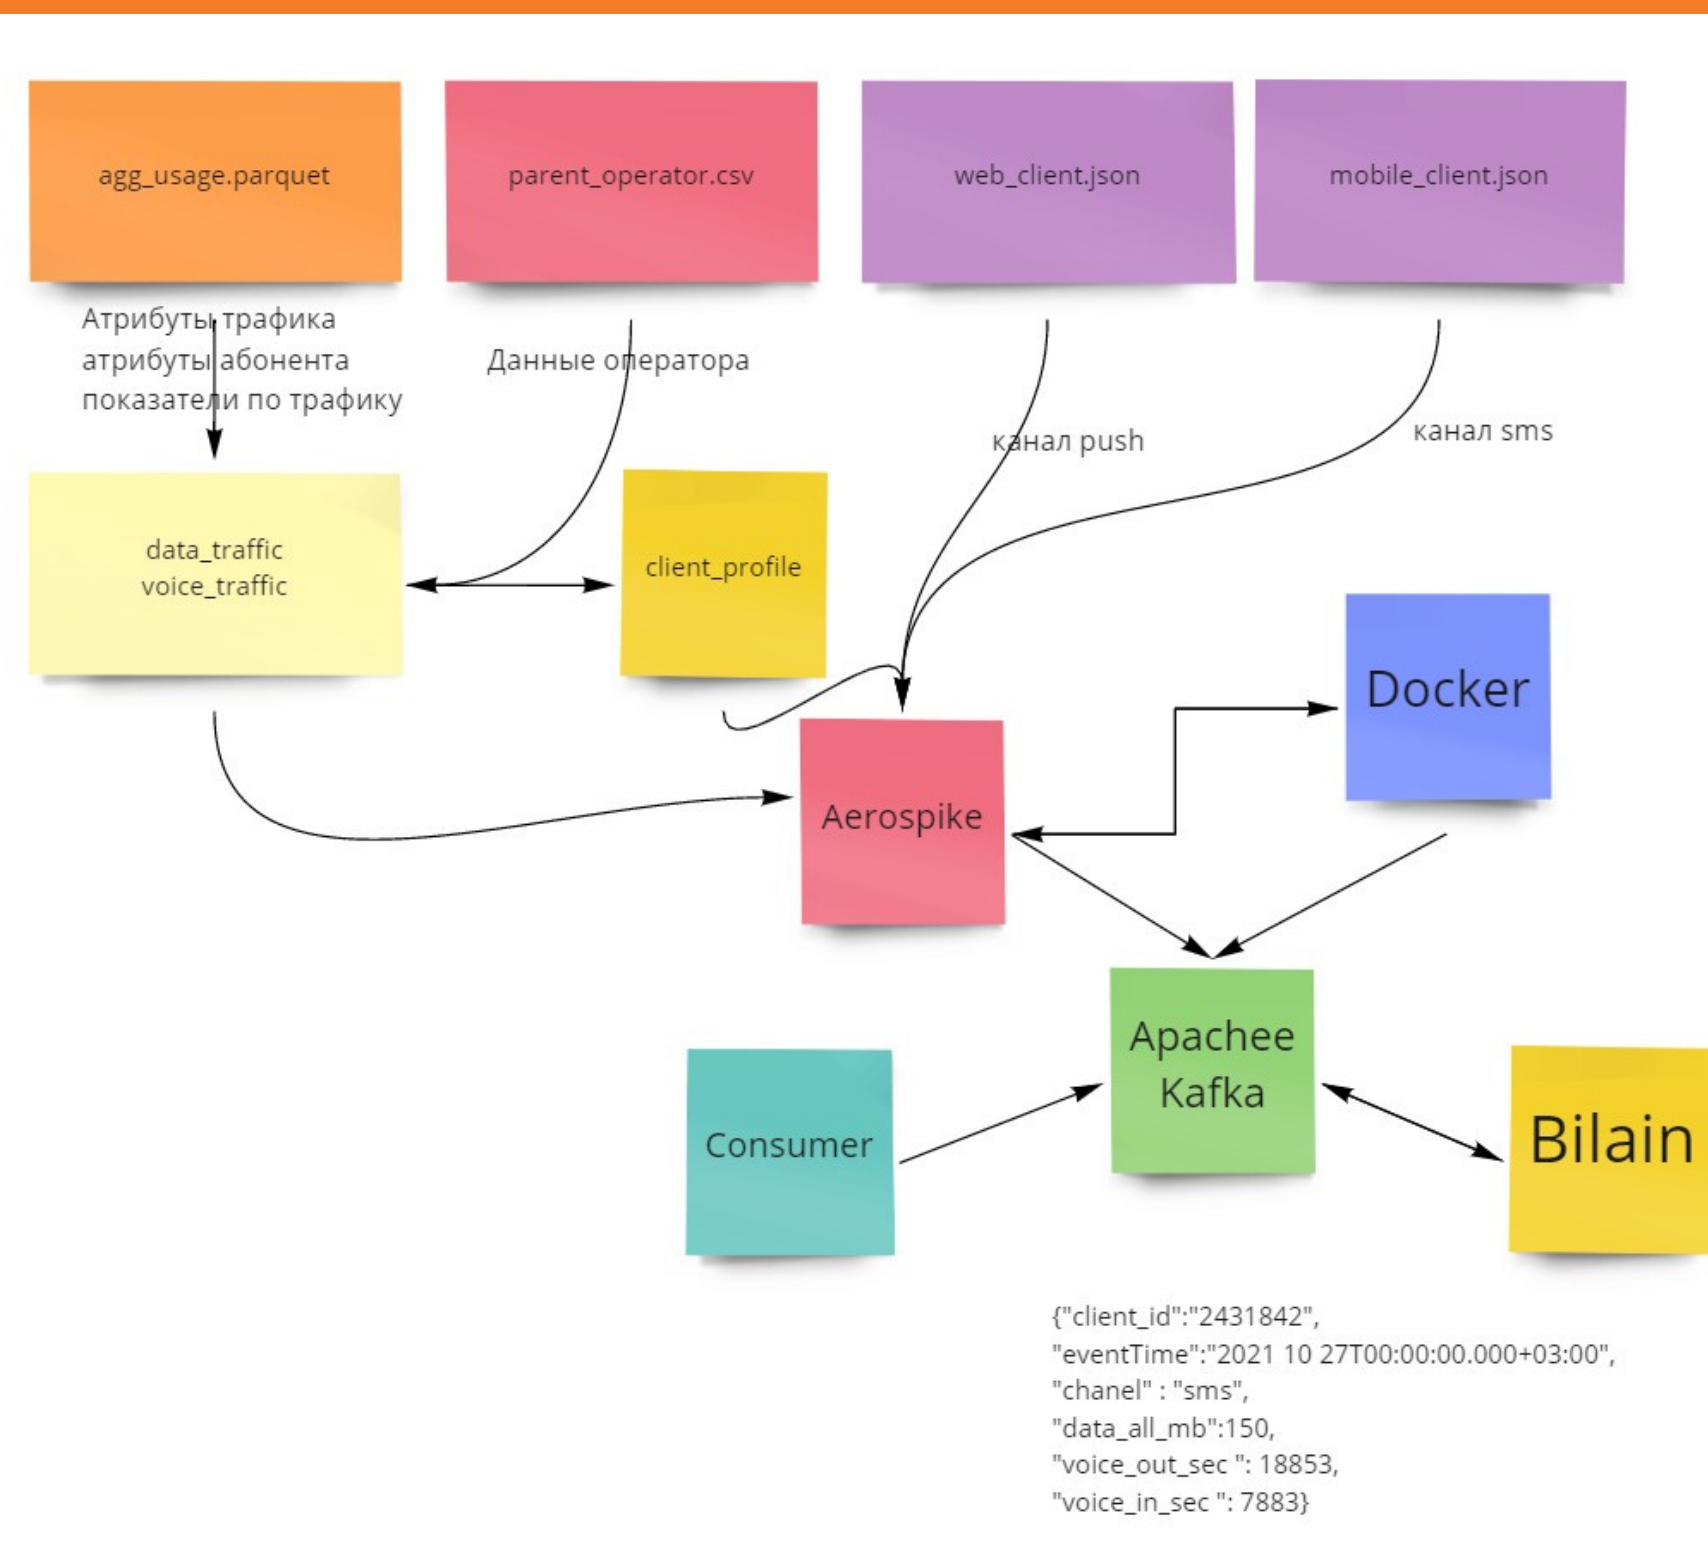 agg_usage.parquet
parent_operator.csv
web_client.json
mobile_client.json
Атрибуты трафика
атрибуты абонента
показатели по трафику
Данные оператора
канал push
канал sms
data_traffic
voice_traffic
client_profile
Docker
Aerospike
Apachee
Kafka
Consumer
Bilain
{"client_id":"2431842",
"eventTime":"2021 10 27T00:00:00.000+03:00",
"chanel" : "sms",
"data_all_mb":150,
"voice_out_sec ": 18853,
"voice_in_sec ": 7883}